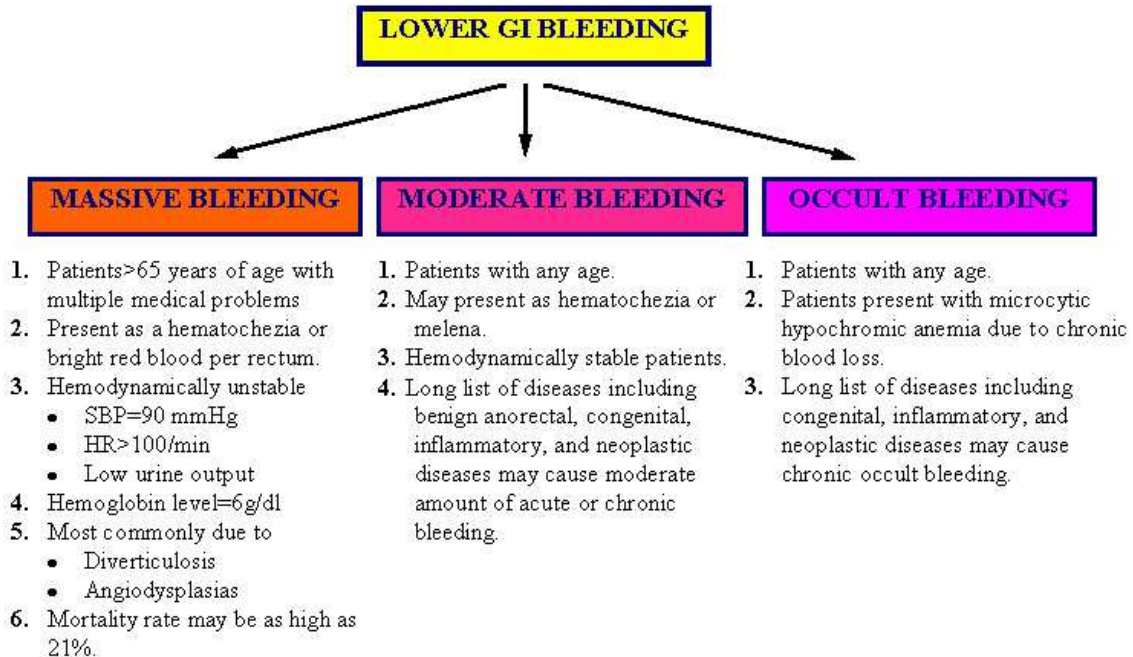 LOWER GI BLEEDING
MASSIVE BLEEDING
1. Patients>65 years of age with
multiple medical problems
2. Present as a hematochezia or
bright red blood per rectum.
3. Hemodynamically unstable
• SBP=90 mmHg
• HR>100/min
• Low urine output
4. Hemoglobin level=6g/dl
5. Most commonly due to
• Diverticulosis
• Angiodysplasias
6. Mortality rate may be as high as
21%.
MODERATE BLEEDING
1. Patients with any age.
2. May present as hematochezia or
melena.
3. Hemodynamically stable patients.
4. Long list of diseases including
benign anorectal, congenital,
inflammatory, and neoplastic
diseases may cause moderate
amount of acute or chronic
bleeding.
OCCULT BLEEDING
1. Patients with any age.
2. Patients present with microcytic
hypochromic anemia due to chronic
blood loss.
3. Long list of diseases including
congenital, inflammatory, and
neoplastic diseases may cause
chronic occult bleeding.